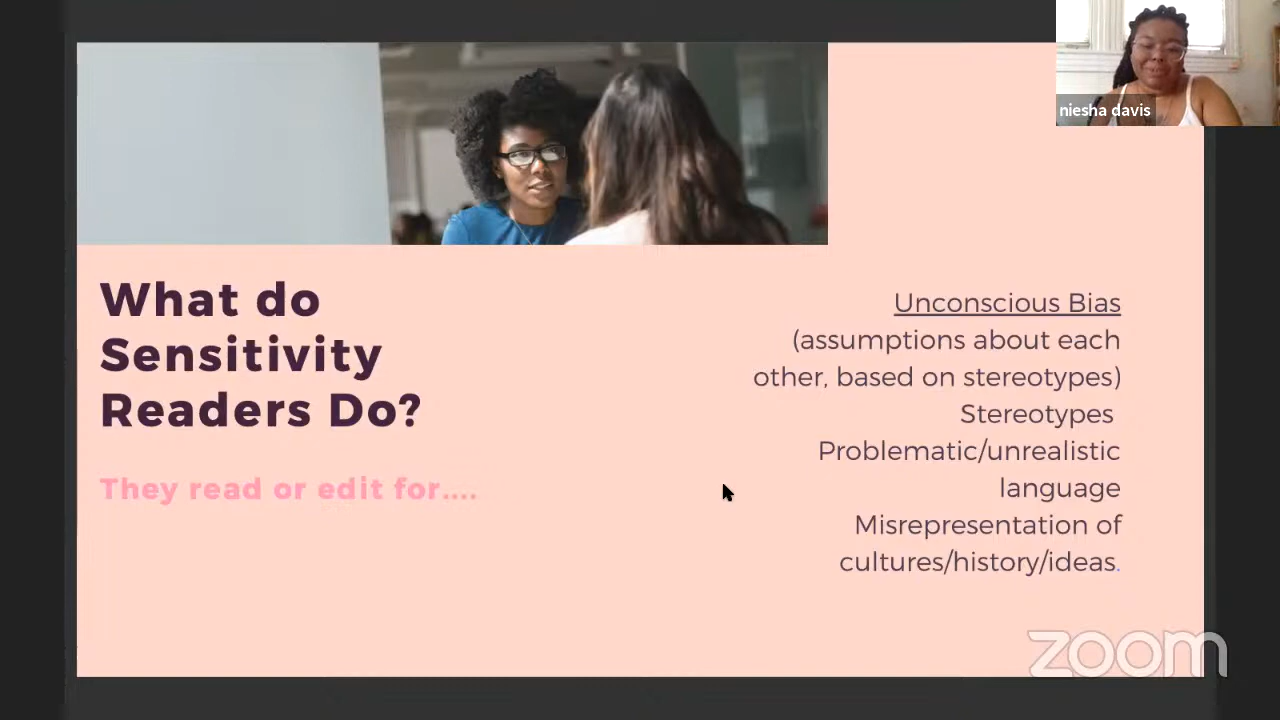 niesha davis
What do
Sensitivity
Readers Do?
They read or edit for....
Unconscious Bias
(assumptions about each
other, based on stereotypes)
Stereotypes
Problematic/unrealistic
language
Misrepresentation of
cultures/history/ideas.
zoom